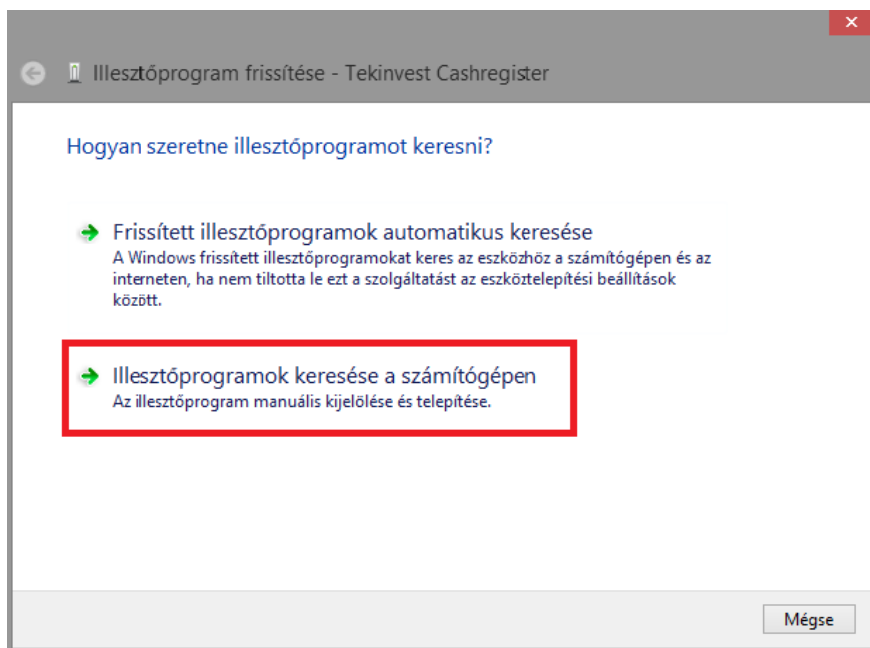 Illesztőprogram frissítése - Tekinvest Cashregister
Hogyan szeretne illesztőprogramot keresni?
Frissített illesztőprogramok automatikus keresése
A Windows frissített illesztőprogramokat keres az eszközhöz a számítógépen és az
interneten, ha nem tiltotta le ezt a szolgáltatást az eszköztelepítési beállítások
között.
Illesztőprogramok keresése a számítógépen
Az illesztőprogram manuális kijelölése és telepítése.
Mégse